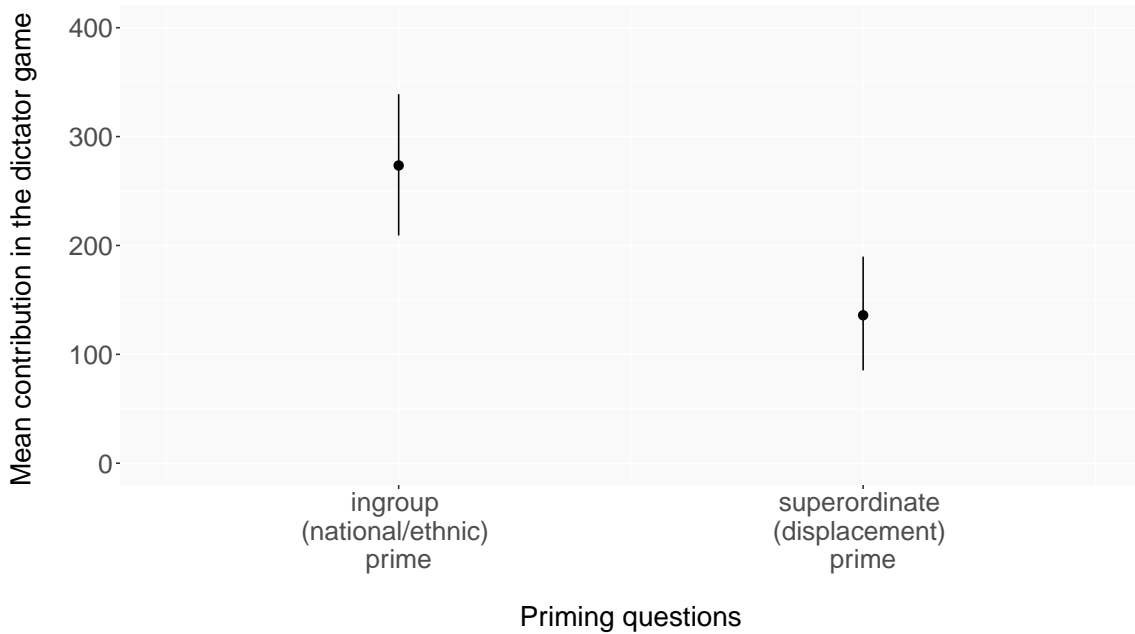 Mean contribution in the dictator game
400
300
200
100
0
ingroup
(national/ethnic)
prime
superordinate
(displacement)
prime
Priming questions